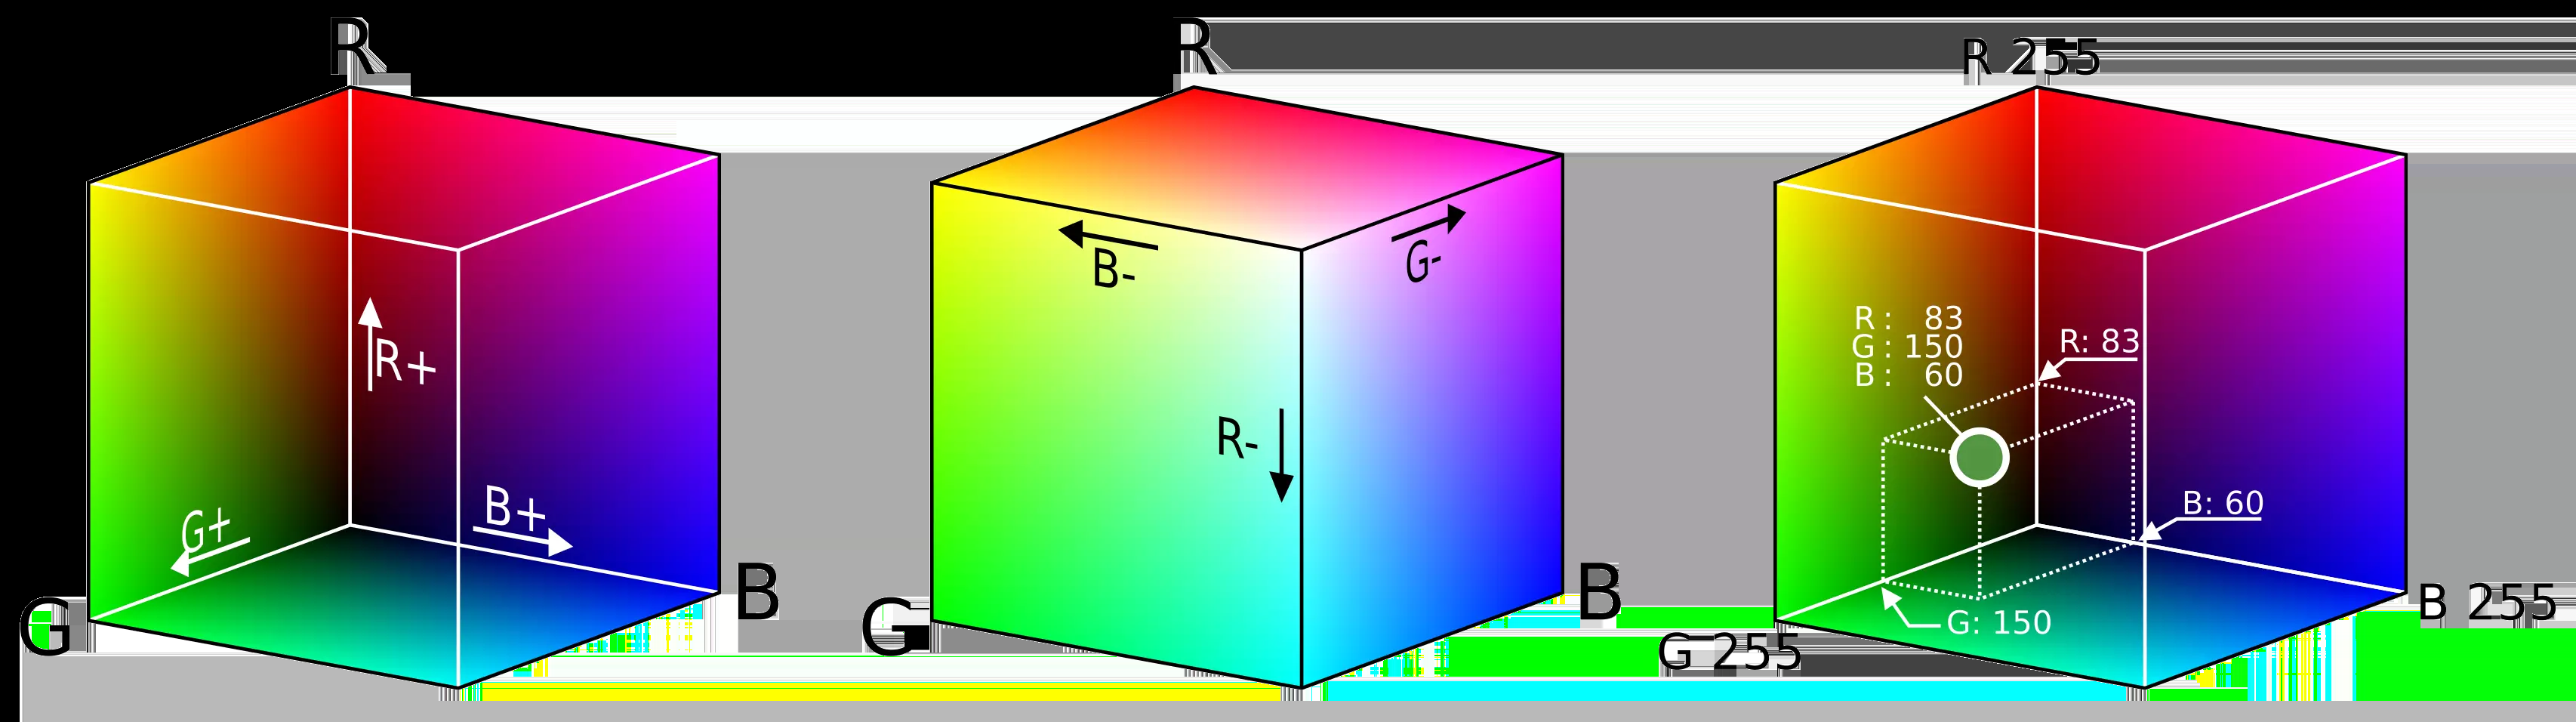 R
R+
G+
B+
G
B
R
B-
G-
R-
G
B
R 255
R : 83
G : 150
B : 60
R: 83
B: 60
G: 150
G 255
B 255